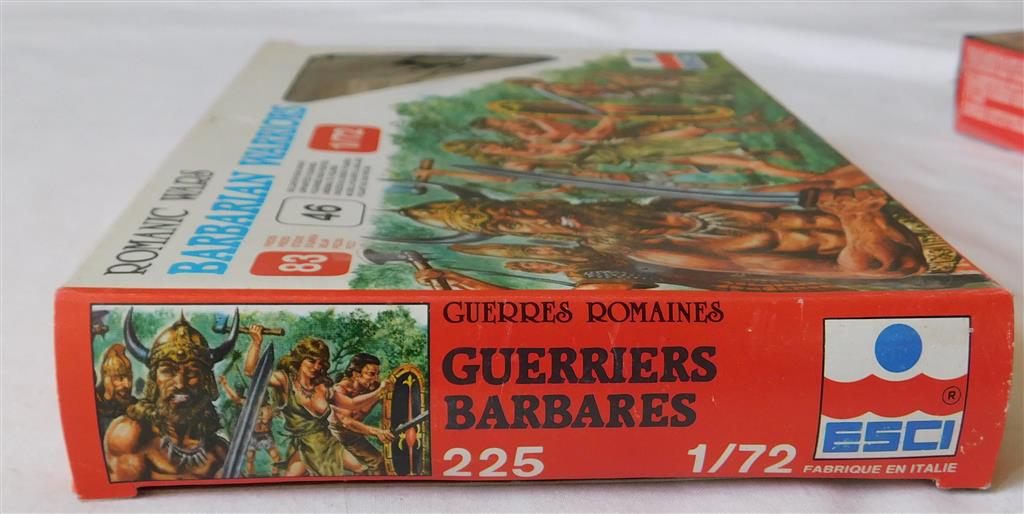 ROMANIC WARS
BARBARIAN WARRIORS
1/72
46
83
GUERRES ROMAINES
GUERRIERS
BARBARES
225
1/72
ESCI
®
FABRIQUE EN ITALIE
ESCI